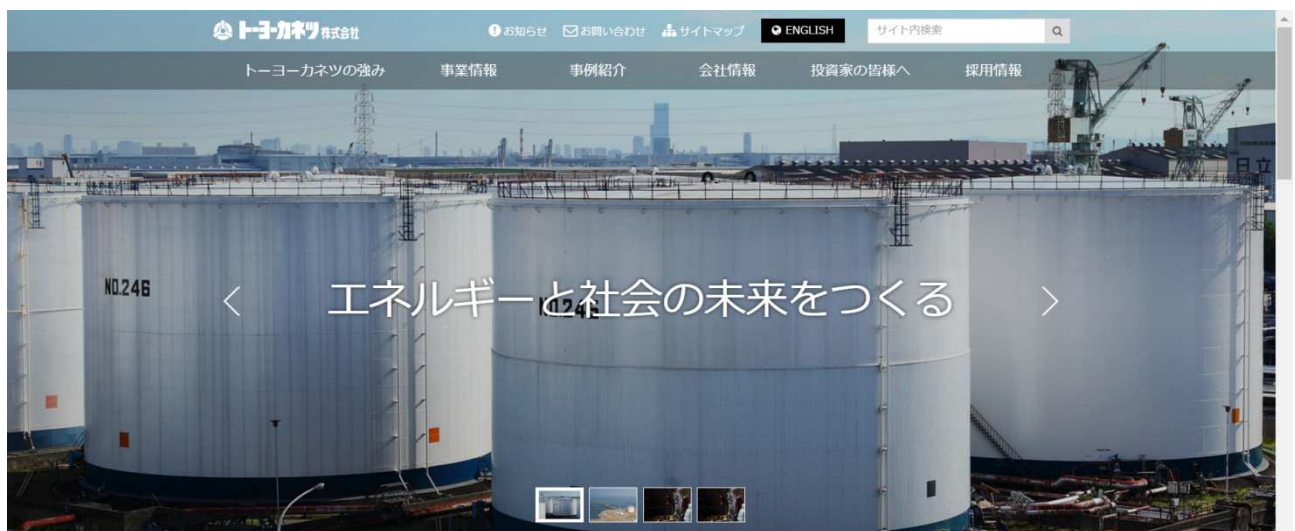 トーヨーカネツ株式会社
お知らせ お問い合わせ サイトマップ ENGLISH サイト内検索
トーヨーカネツの強み 事業情報 事例紹介 会社情報 投資家の皆様へ 採用情報
日立
NO.246
NO.246
エネルギーと社会の未来をつくる